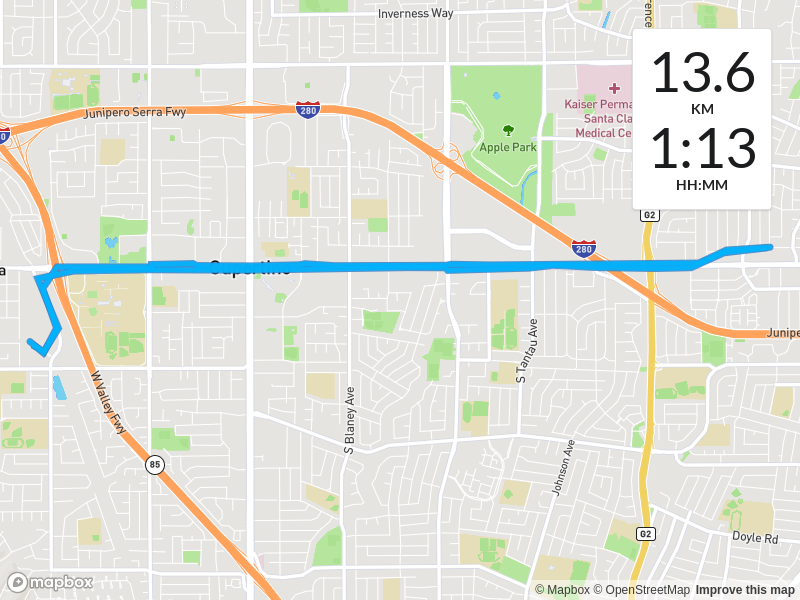 Inverness Way
13.6
KM
1:13
HH:MM
Junipero Serra Fwy
280
Kaiser Perma
Santa Cla
Medical Ce
Apple Park
G2
280
S Tantau Ave
S Blaney Ave
W Valley Fwy
Junipe
85
Johnson Ave
G2
Doyle Rd
mapbox
© Mapbox © OpenStreetMap Improve this map